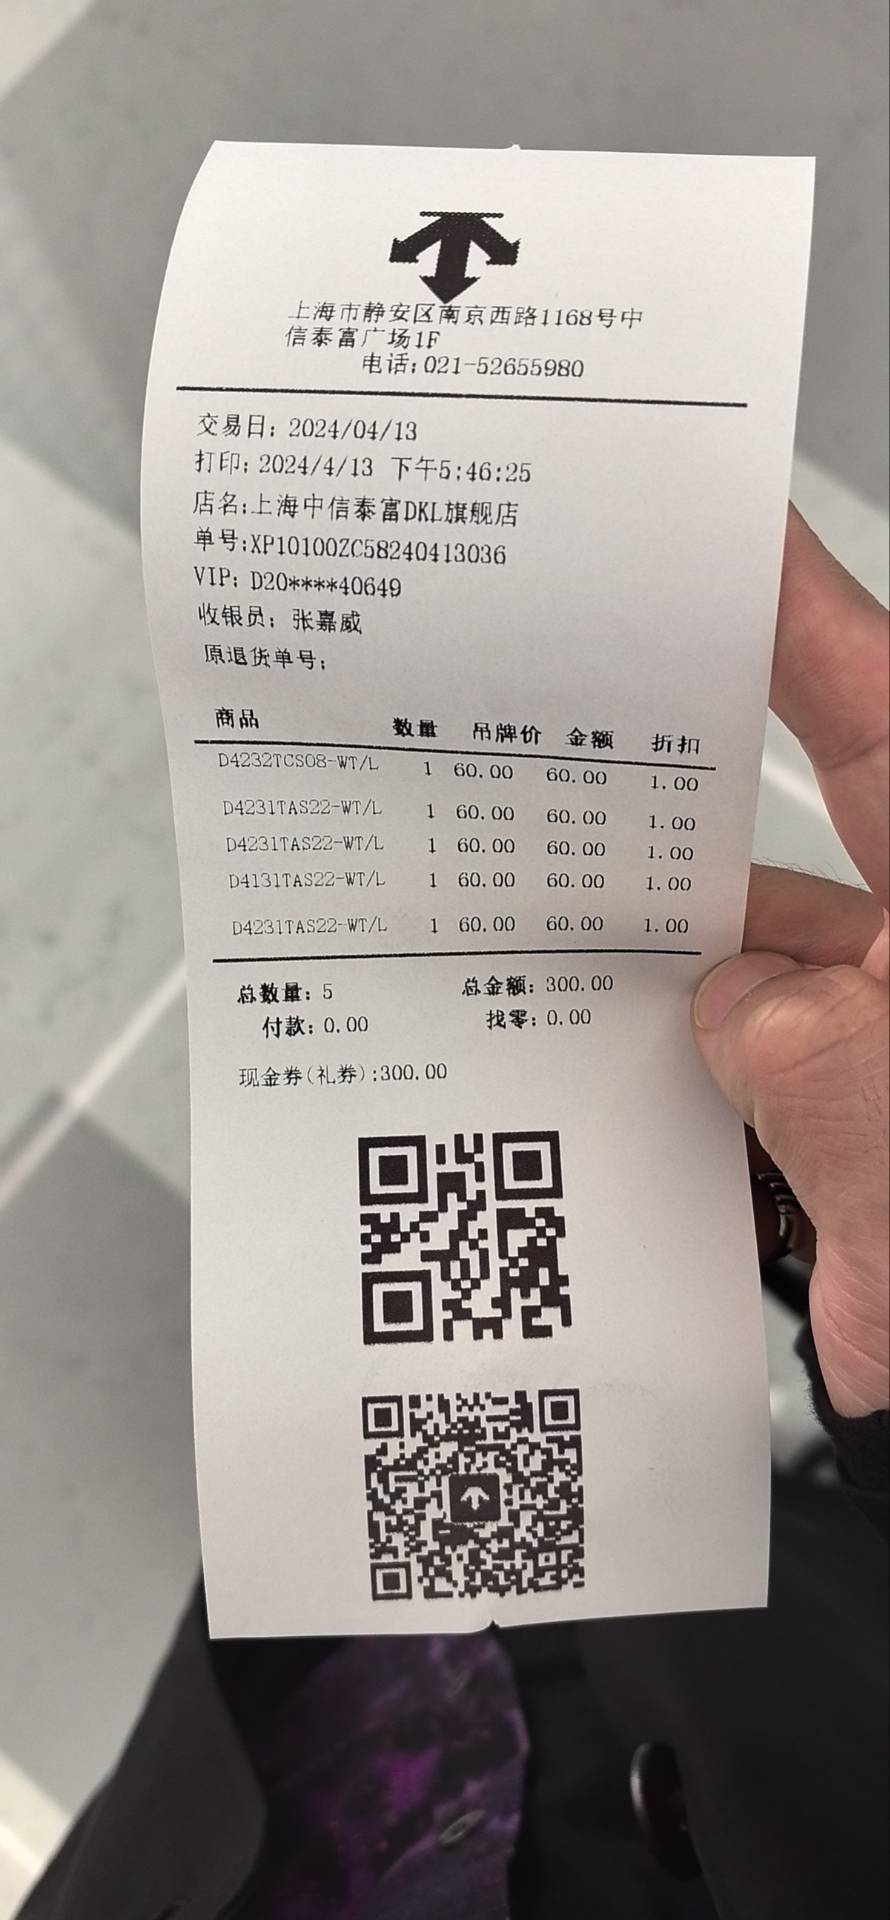 上海市静安区南京西路1168号中
信泰富广场1F
电话:021-52655980
交易日: 2024/04/13
打印: 2024/4/13 下午5:46:25
店名:上海中信泰富DKL旗舰店
单号:XP10100ZC58240413036
VIP: D20****40649
收银员: 张嘉威
原退货单号:
商品 数量 吊牌价 金额 折扣
D4232TCS08-WT/L 1 60.00 60.00 1.00
D4231TAS22-WT/L 1 60.00 60.00 1.00
D4231TAS22-WT/L 1 60.00 60.00 1.00
D4131TAS22-WT/L 1 60.00 60.00 1.00
D4231TAS22-WT/L 1 60.00 60.00 1.00
总数量: 5 总金额: 300.00
付款: 0.00 找零: 0.00
现金券(礼券):300.00